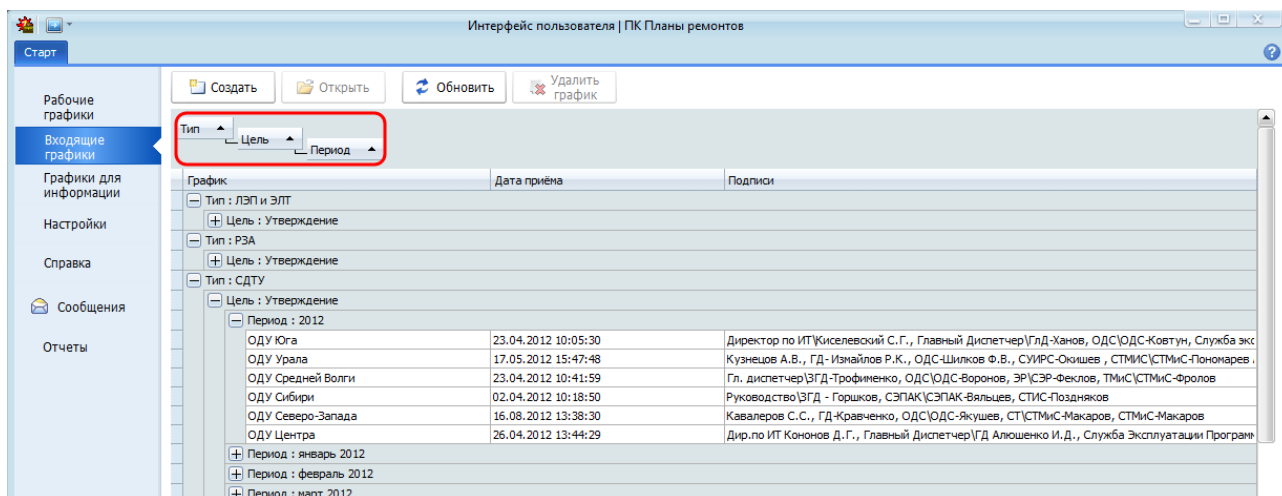 Интерфейс пользователя | ПК Планы ремонтов
Старт
Создать Открыть Обновить Удалить график
Рабочие графики
Входящие графики
Графики для информации
Настройки
Справка
Сообщения
Отчеты
Тип
Цель
Период
График Дата приёма Подписи
Тип : ЛЭП и ЭЛТ
Цель : Утверждение
Тип : РЗА
Цель : Утверждение
Тип : СДТУ
Цель : Утверждение
Период : 2012
ОДУ Юга 23.04.2012 10:05:30 Директор по ИТ\Киселевский С.Г., Главный Диспетчер\ГлД-Ханов, ОДС\ОДС-Ковтун, Служба экс
ОДУ Урала 17.05.2012 15:47:48 Кузнецов А.В., ГД- Измайлов Р.К., ОДС-Шилков Ф.В., СУИРС-Окишев , СТМИС\СТМиС-Пономарев
ОДУ Средней Волги 23.04.2012 10:41:59 Гл. диспетчер\ЗГД-Трофименко, ОДС\ОДС-Воронов, ЭР\СЭР-Феклов, ТМиС\СТМиС-Фролов
ОДУ Сибири 02.04.2012 10:18:50 Руководство\ЗГД - Горшков, СЭПАК\СЭПАК-Вяльцев, СТИС-Поздняков
ОДУ Северо-Запада 16.08.2012 13:38:30 Кавалеров С.С., ГД-Кравченко, ОДС\ОДС-Якушев, СТ\СТМиС-Макаров, СТМиС-Макаров
ОДУ Центра 26.04.2012 13:44:29 Дир.по ИТ Кононов Д.Г., Главный Диспетчер\ГД Алюшенко И.Д., Служба Эксплуатации Програм
Период : январь 2012
Период : февраль 2012
Период : март 2012